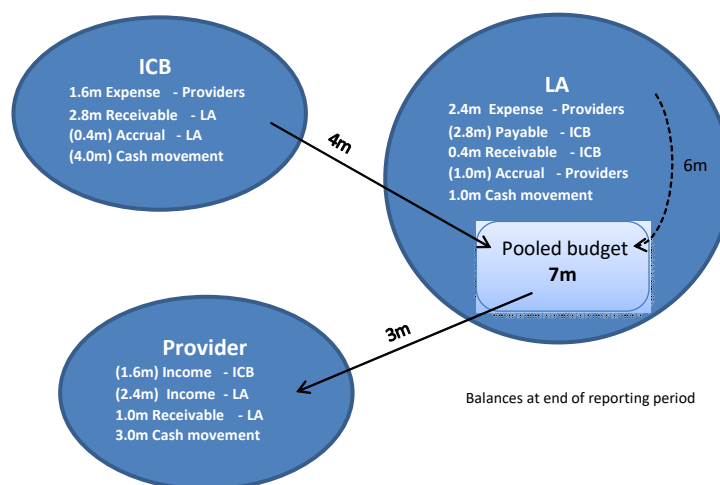 ICB
1.6m Expense - Providers
2.8m Receivable - LA
(0.4m) Accrual - LA
(4.0m) Cash movement
4m
LA
2.4m Expense - Providers
(2.8m) Payable - ICB
0.4m Receivable - ICB
(1.0m) Accrual - Providers
1.0m Cash movement
6m
Pooled budget
7m
3m
Provider
(1.6m) Income - ICB
(2.4m) Income - LA
1.0m Receivable - LA
3.0m Cash movement
Balances at end of reporting period